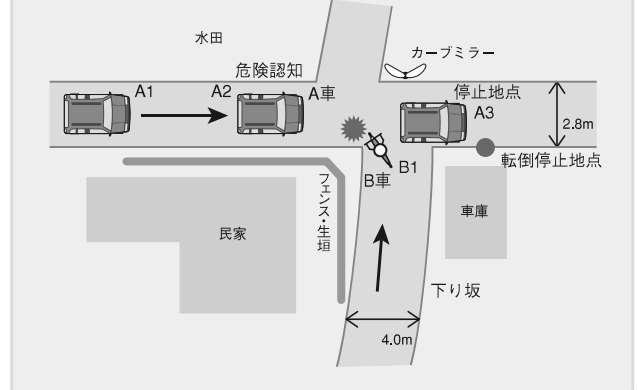 水田
カーブミラー
危険認知
A1
A2
A車
停止地点
A3
2.8m
B1
B車
転倒停止地点
フェンス・生垣
民家
車庫
下り坂
4.0m